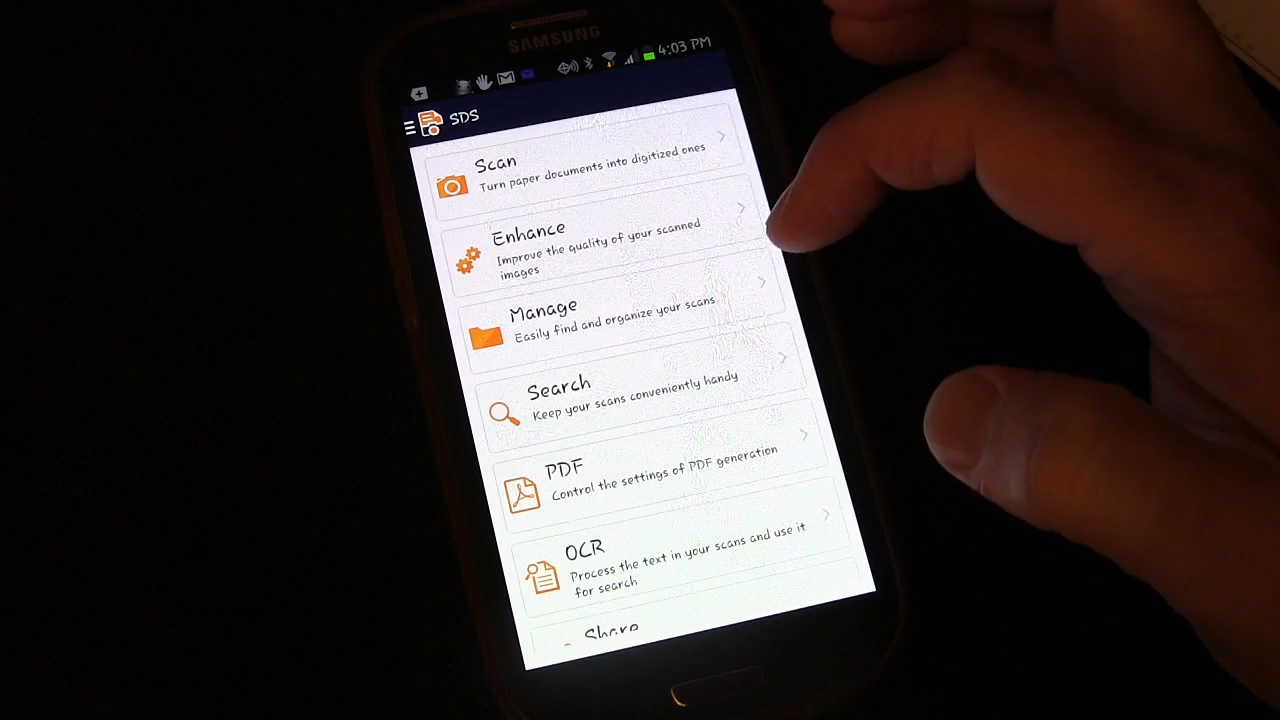 SAMSUNG
4:03 PM
SDS
Scan
Turn paper documents into digitized ones
Enhance
Improve the quality of your scanned
images
Manage
Easily find and organize your scans
Search
Keep your scans conveniently handy
PDF
Control the settings of PDF generation
OCR
Process the text in your scans and use it
for search
Share